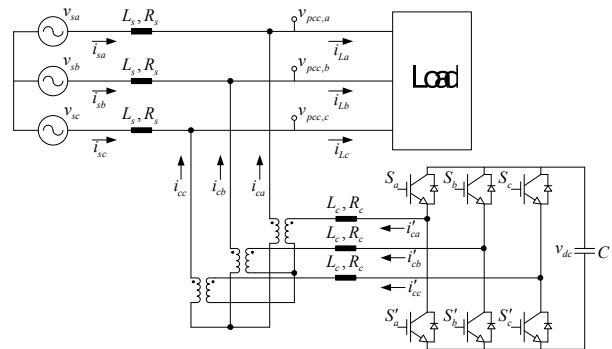 v_sa
L_s, R_s
v_pcc,a
i_sa
i_La
v_sb
L_s, R_s
v_pcc,b
i_sb
i_Lb
Load
v_sc
L_s, R_s
v_pcc,c
i_sc
i_Lc
i_cc
i_cb
i_ca
S_a
S_b
S_c
L_c, R_c
i'_ca
L_c, R_c
i'_cb
v_dc
C
L_c, R_c
i'_cc
S'_a
S'_b
S'_c